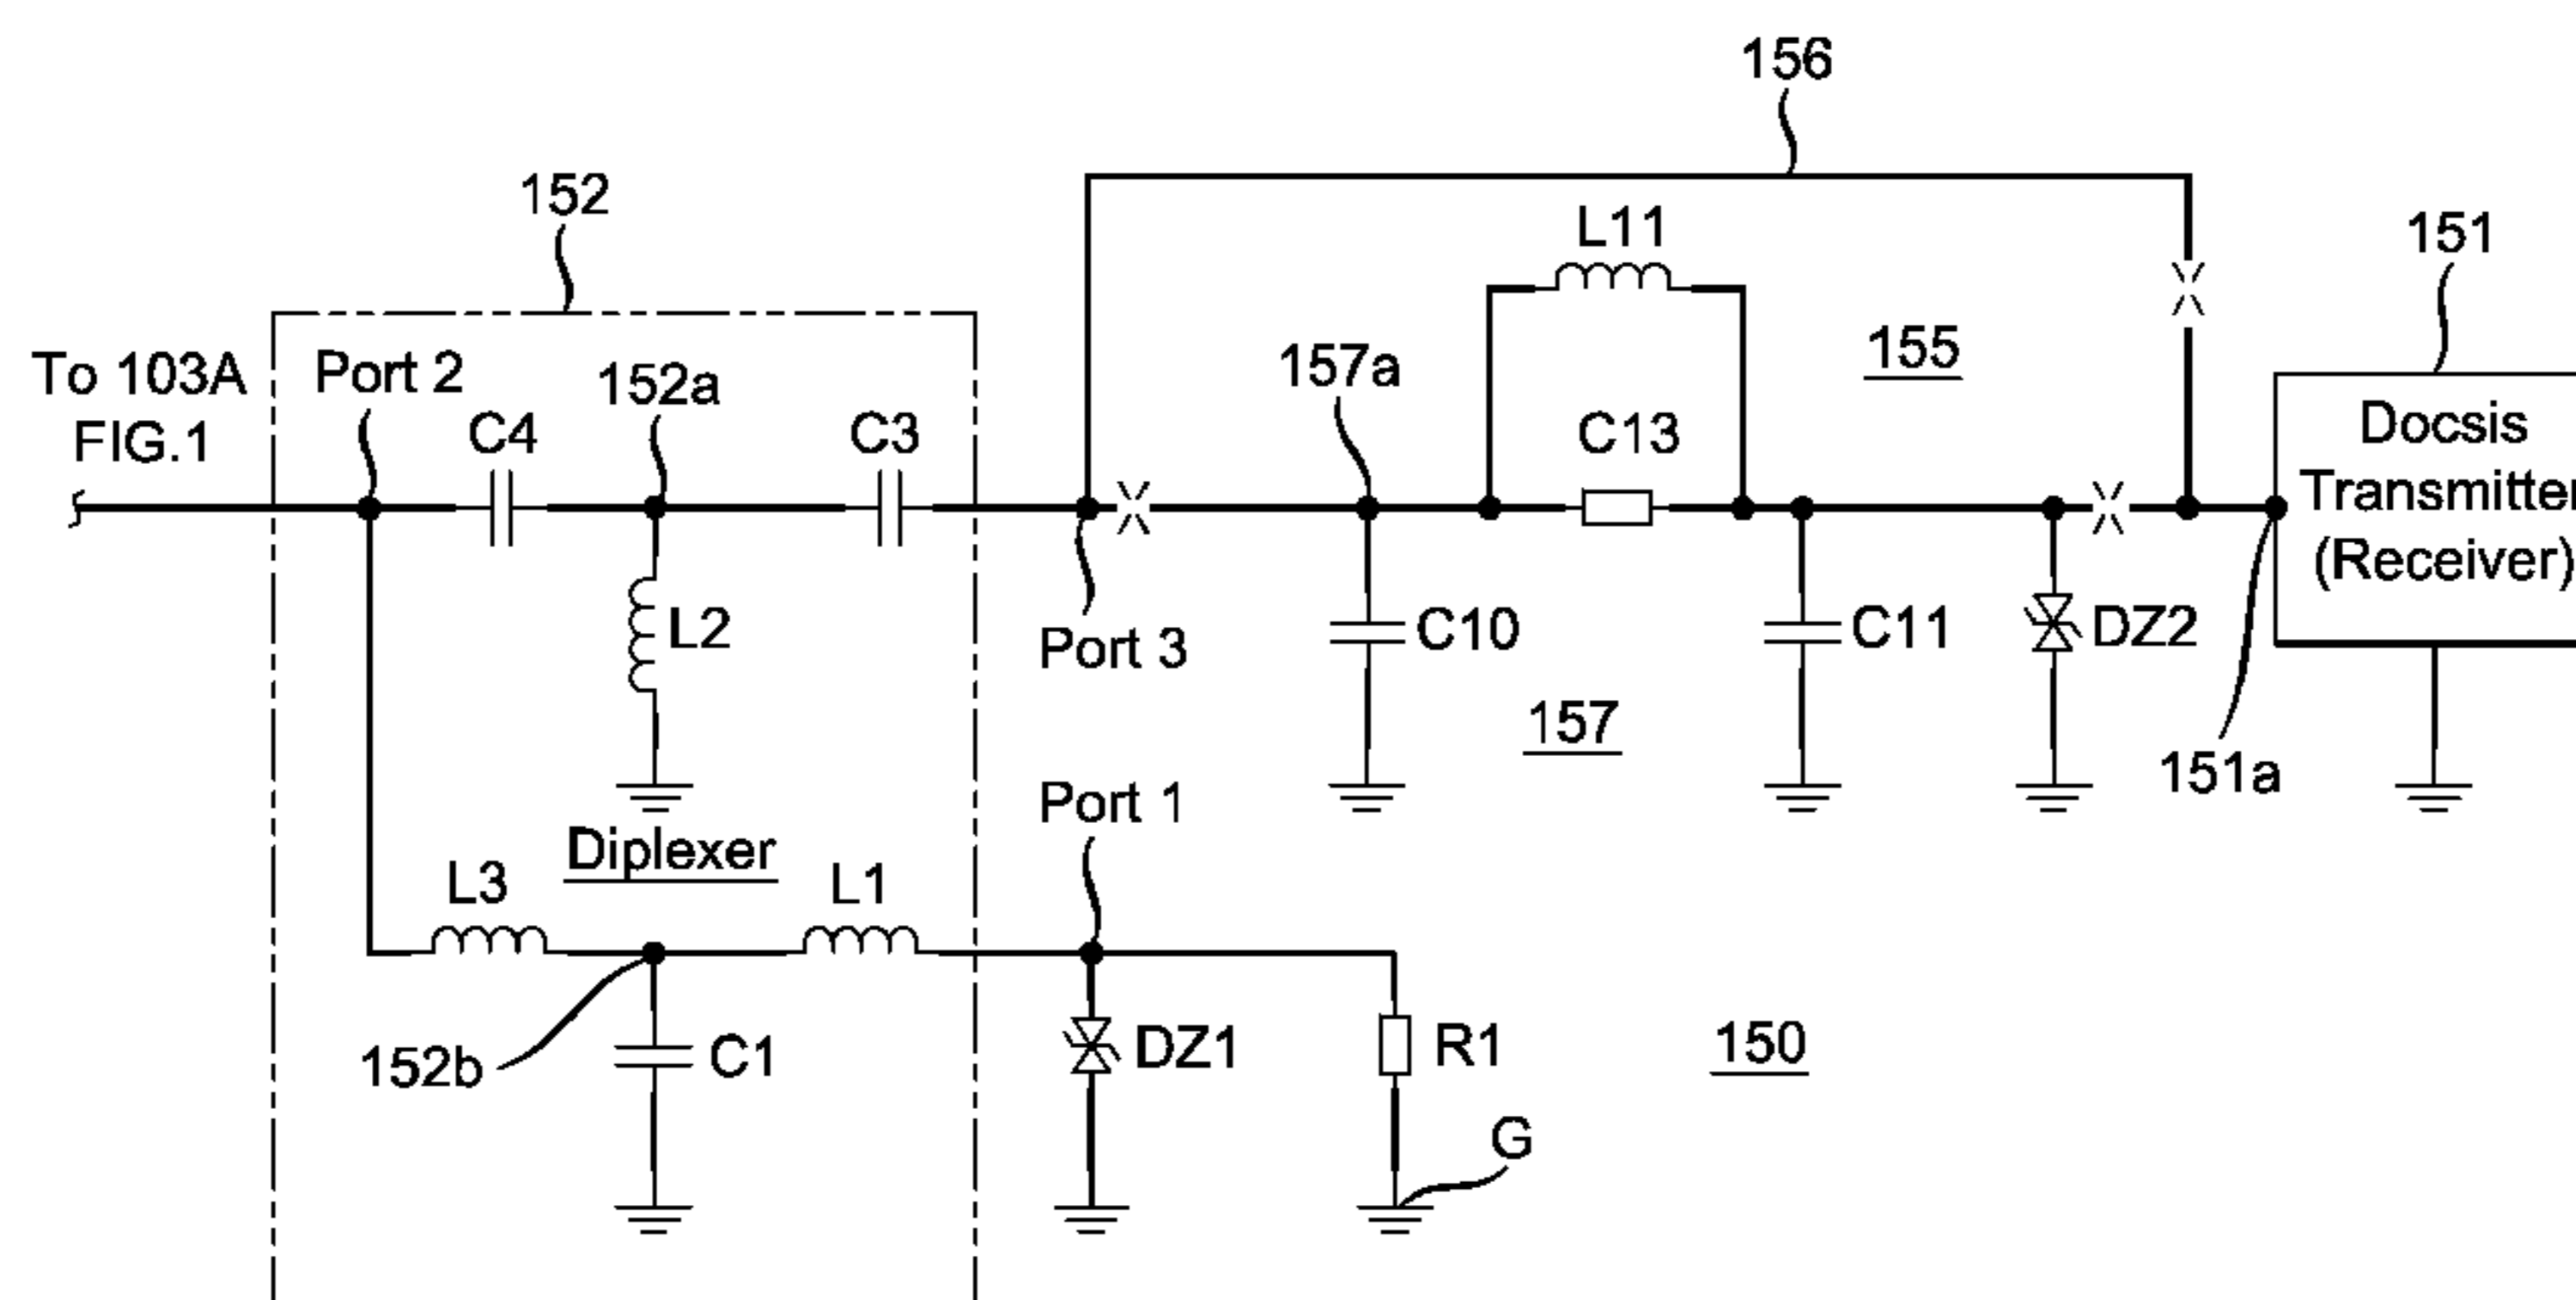 156
152
L11
151
155
To 103A
FIG.1
Port 2
152a
157a
C4
C3
C13
Docsis
Transmitter
(Receiver)
L2
Port 3
C10
C11
DZ2
157
151a
Port 1
Diplexer
L3
L1
152b
C1
DZ1
R1
150
G